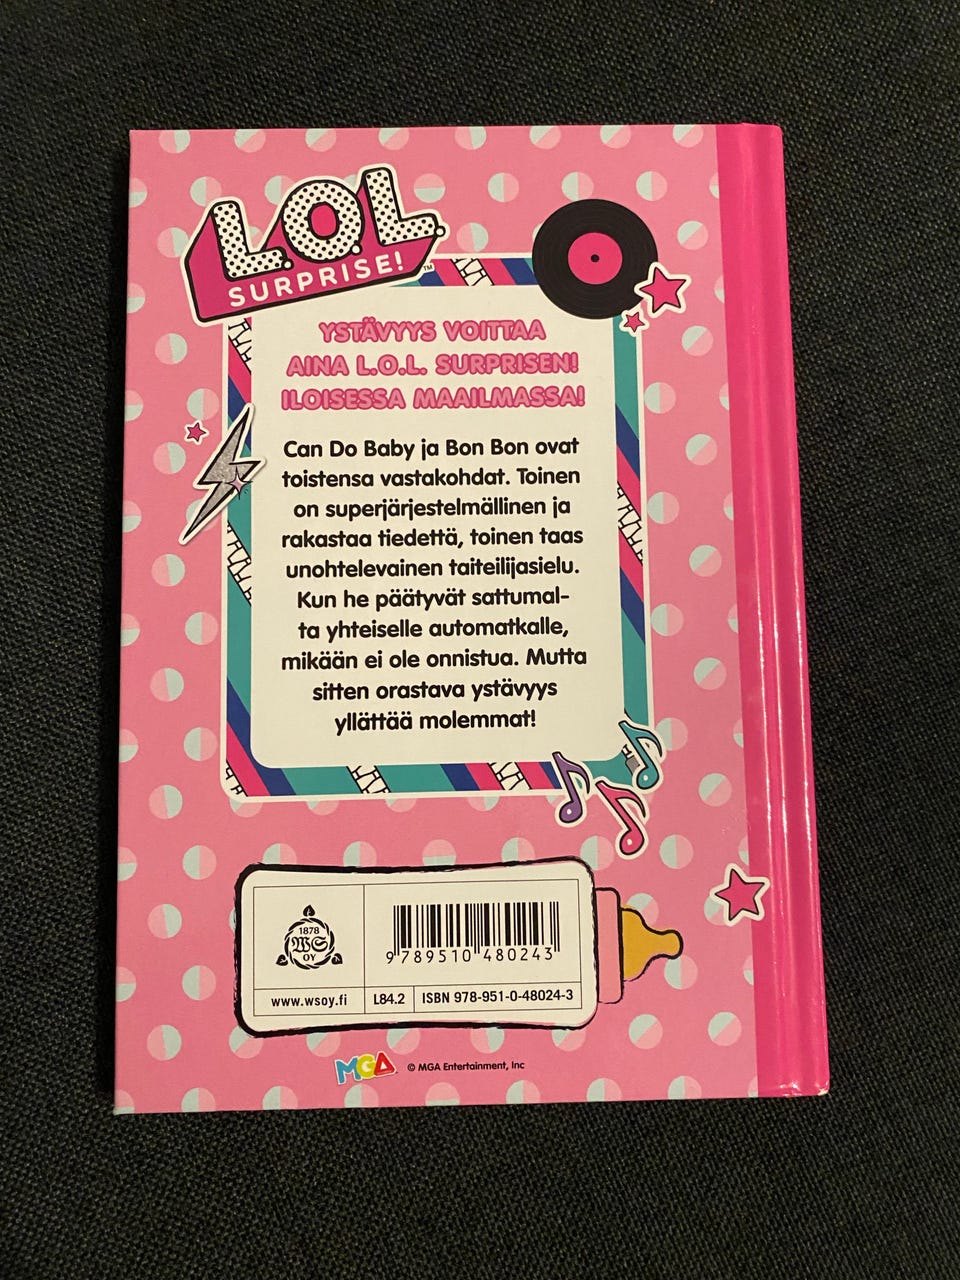 L.O.L.
SURPRISE!™
YSTÄVYYS VOITTAA
AINA L.O.L. SURPRISEN!
ILOISESSA MAAILMASSA!
Can Do Baby ja Bon Bon ovat
toistensa vastakohdat. Toinen
on superjärjestelmällinen ja
rakastaa tiedettä, toinen taas
unohtelevainen taiteilijasielu.
Kun he päätyvät sattumal-
ta yhteiselle automatkalle,
mikään ei ole onnistua. Mutta
sitten orastava ystävyys
yllättää molemmat!
1878
WS
OY
9 789510 480243
www.wsoy.fi
L84.2
ISBN 978-951-0-48024-3
MGA
© MGA Entertainment, Inc